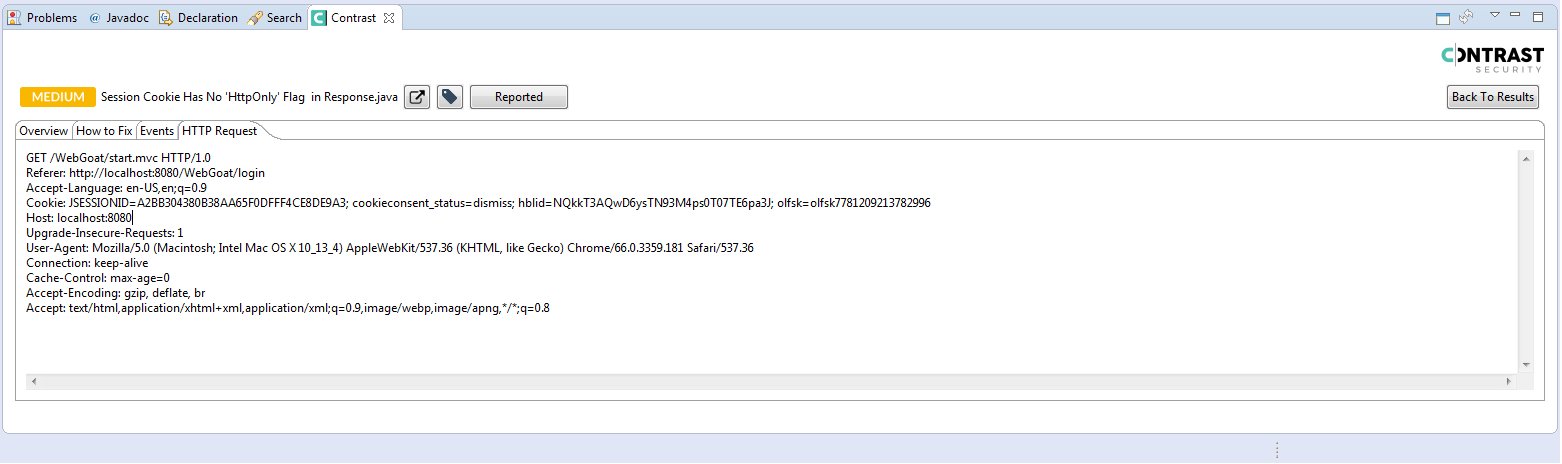 Problems @ Javadoc Declaration Search Contrast
CONTRAST
SECURITY
MEDIUM Session Cookie Has No 'HttpOnly' Flag in Response.java Reported Back To Results
Overview How to Fix Events HTTP Request
GET /WebGoat/start.mvc HTTP/1.0
Referer: http://localhost:8080/WebGoat/login
Accept-Language: en-US,en;q=0.9
Cookie: JSESSIONID=A2BB304380B38AA65F0DFFF4CE8DE9A3; cookieconsent_status=dismiss; hblid=NQkkT3AQwD6ysTN93M4ps0T07TE6pa3J; olfsk=olfsk7781209213782996
Host: localhost:8080
Upgrade-Insecure-Requests: 1
User-Agent: Mozilla/5.0 (Macintosh; Intel Mac OS X 10_13_4) AppleWebKit/537.36 (KHTML, like Gecko) Chrome/66.0.3359.181 Safari/537.36
Connection: keep-alive
Cache-Control: max-age=0
Accept-Encoding: gzip, deflate, br
Accept: text/html,application/xhtml+xml,application/xml;q=0.9,image/webp,image/apng,*/*;q=0.8